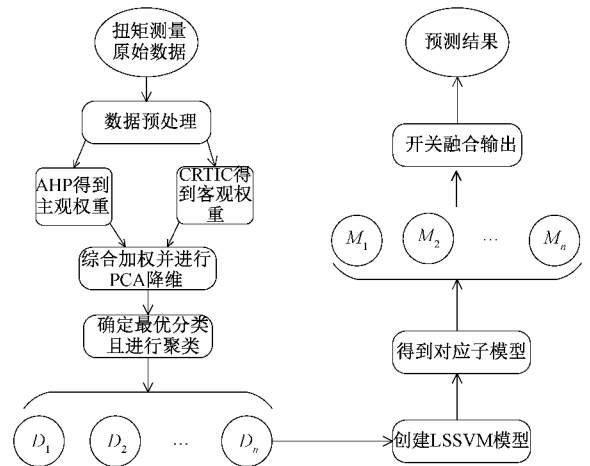 扭矩测量
原始数据
数据预处理
AHP得到
主观权重
CRTIC得
到客观权
重
综合加权并进行
PCA降维
确定最优分类
且进行聚类
D1 D2 … Dn
创建LSSVM模型
得到对应子模型
M1 M2 … Mn
开关融合输出
预测结果